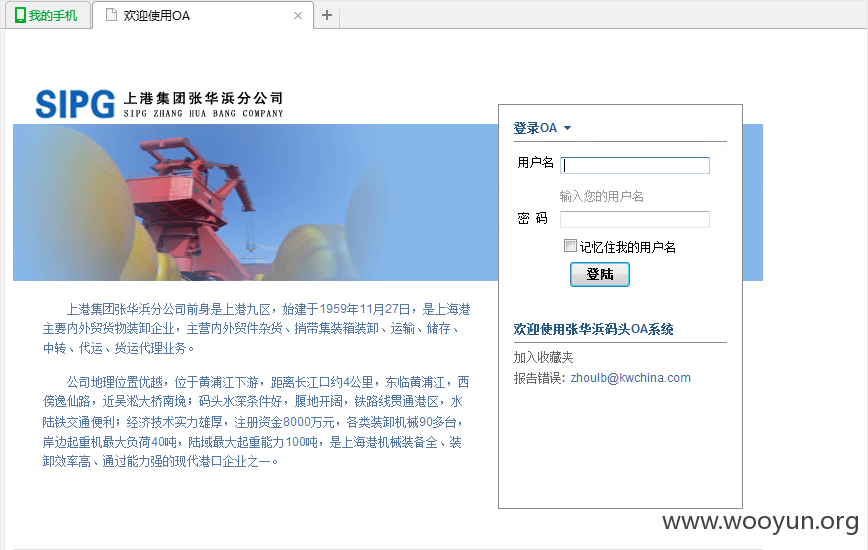 我的手机
欢迎使用OA
SIPG 上港集团张华浜分公司
SIPG ZHANG HUA BANG COMPANY
登录OA
用户名
输入您的用户名
密 码
记忆住我的用户名
登陆
欢迎使用张华浜码头OA系统
加入收藏夹
报告错误: zhoulb@kwchina.com
上港集团张华浜分公司前身是上港九区，始建于1959年11月27日，是上海港
主要内外贸货物装卸企业，主营内外贸件杂货、捎带集装箱装卸、运输、储存、
中转、代运、货运代理业务。
公司地理位置优越，位于黄浦江下游，距离长江口约4公里，东临黄浦江，西
傍逸仙路，近吴淞大桥南堍；码头水深条件好，腹地开阔，铁路线贯通港区，水
陆铁交通便利；经济技术实力雄厚，注册资金8000万元，各类装卸机械90多台，
岸边起重机最大负荷40吨，陆域最大起重能力100吨，是上海港机械装备全、装
卸效率高、通过能力强的现代港口企业之一。
www.wooyun.org